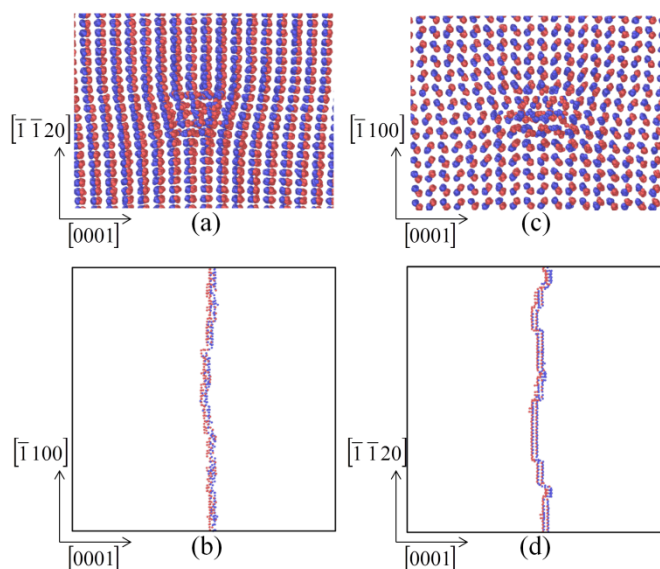 [1̅ 1̅ 20]
[0001]
(a)
[1̅ 100]
[0001]
(c)
[1̅ 100]
[0001]
(b)
[1̅ 1̅ 20]
[0001]
(d)